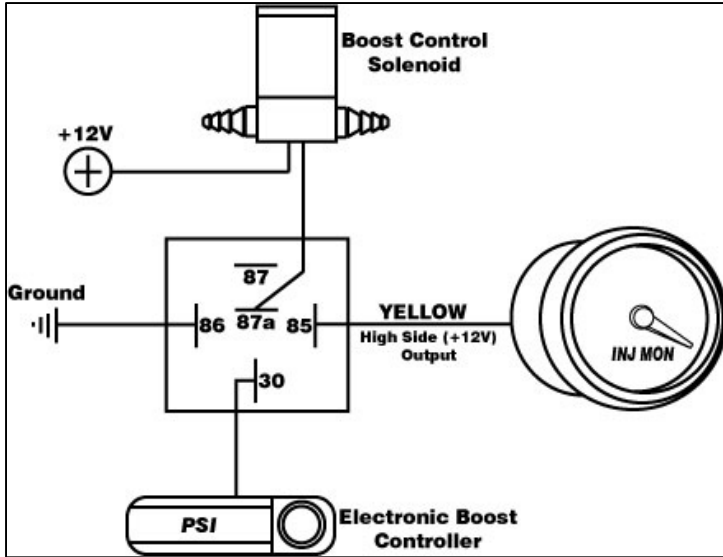 Boost Control
Solenoid
+12V
87
Ground
86
87a
85
YELLOW
High Side (+12V)
Output
INJ MON
30
PSI
Electronic Boost
Controller